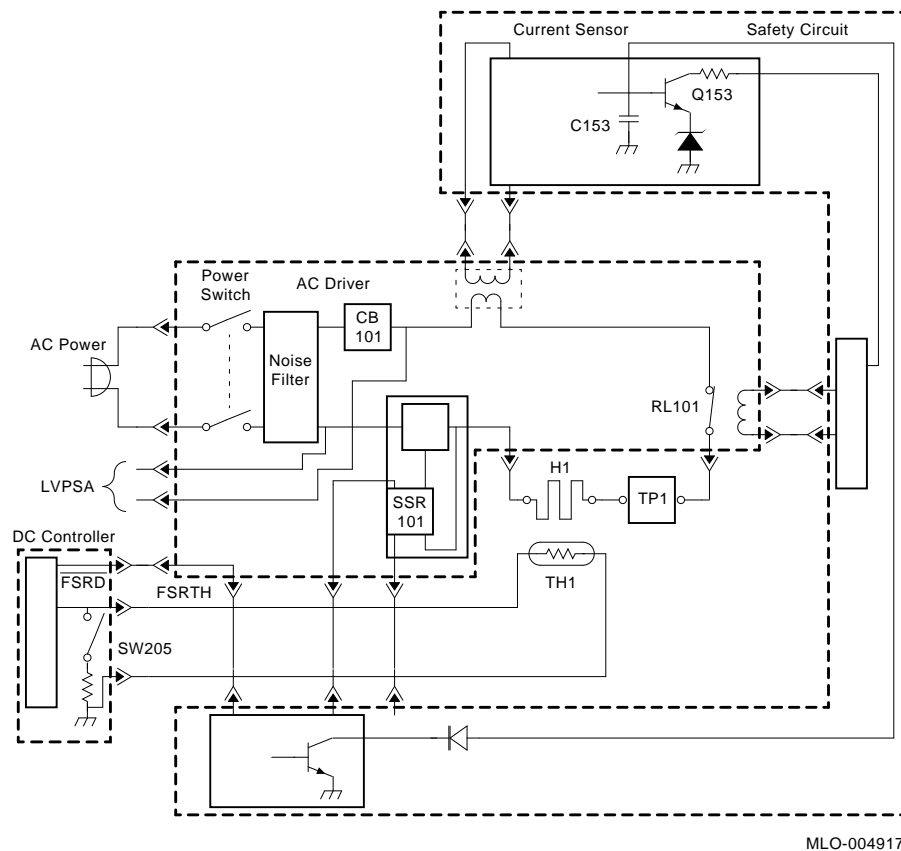 Current Sensor
Safety Circuit
Q153
C153
Power
Switch
AC Driver
CB
101
AC Power
Noise
Filter
RL101
H1
LVPSA
SSR
101
TP1
DC Controller
FSRD
FSRTH
TH1
SW205
MLO-004917